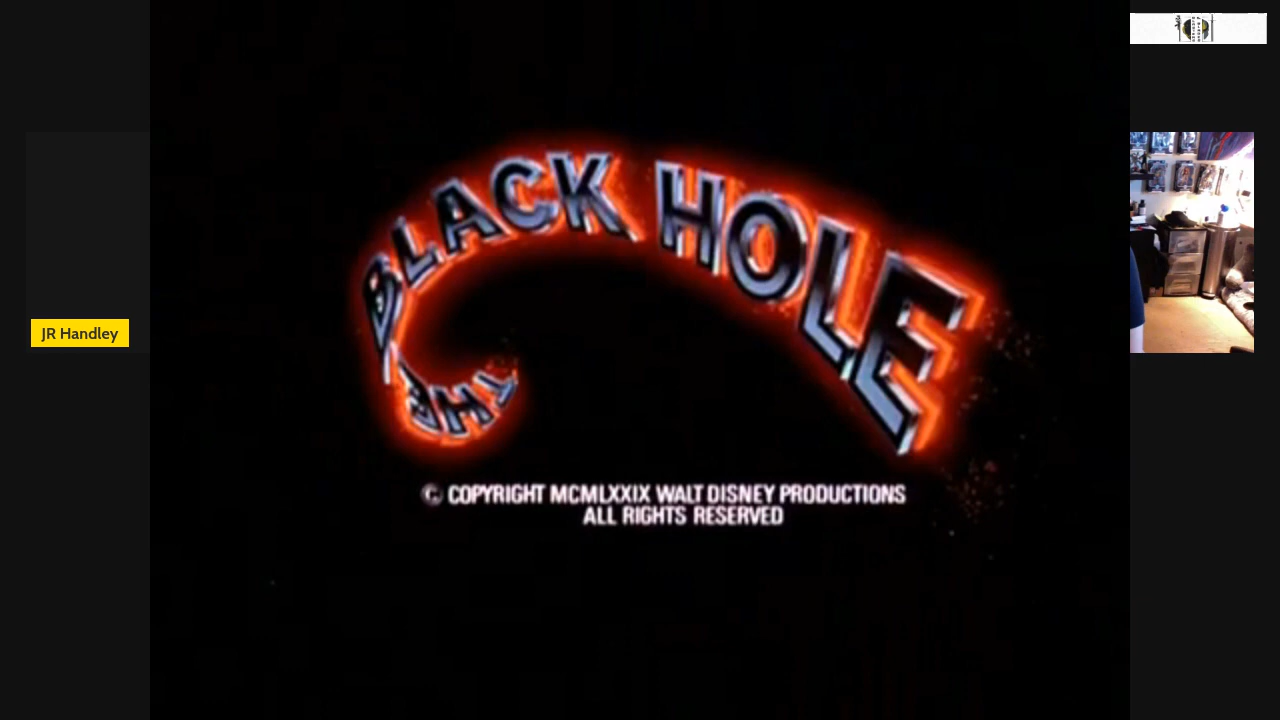 THE BLACK HOLE
© COPYRIGHT MCMLXXIX WALT DISNEY PRODUCTIONS
ALL RIGHTS RESERVED
JR Handley